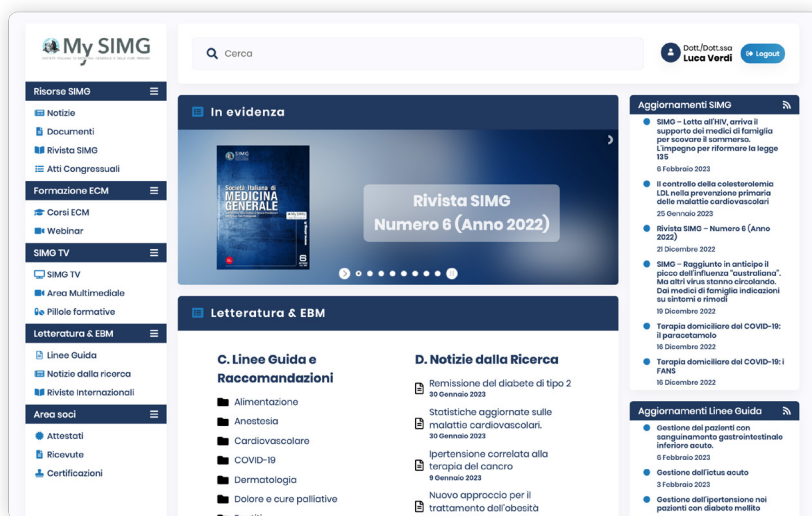 My SIMG
Cerca
Dott./Dott.ssa
Luca Verdi
Logout
Risorse SIMG
Notizie
Documenti
Rivista SIMG
Atti Congressuali
Formazione ECM
Corsi ECM
Webinar
SIMG TV
SIMG TV
Area Multimediale
Pillole formative
Letteratura & EBM
Linee Guida
Notizie dalla ricerca
Riviste Internazionali
Area soci
Attestati
Ricevute
Certificazioni
In evidenza
SIMG
Società Italiana di
MEDICINA
GENERALE
Rivista SIMG
Numero 6 (Anno 2022)
Letteratura & EBM
C. Linee Guida e
Raccomandazioni
Alimentazione
Anestesia
Cardiovascolare
COVID-19
Dermatologia
Dolore e cure palliative
D. Notizie dalla Ricerca
Remissione del diabete di tipo 2
30 Gennaio 2023
Statistiche aggiornate sulle
malattie cardiovascolari.
30 Gennaio 2023
Ipertensione correlata alla
terapia del cancro
9 Gennaio 2023
Nuovo approccio per il
trattamento dell'obesità
Aggiornamenti SIMG
SIMG – Lotta all'HIV, arriva il
supporto dei medici di famiglia
per scovare il sommerso.
L'impegno per riformare la legge
135
6 Febbraio 2023
Il controllo della colesterolemia
LDL nella prevenzione primaria
delle malattie cardiovascolari
25 Gennaio 2023
Rivista SIMG – Numero 6 (Anno
2022)
21 Dicembre 2022
SIMG – Raggiunto in anticipo il
picco dell'influenza "australiana".
Ma altri virus stanno circolando.
Dai medici di famiglia indicazioni
su sintomi e rimedi
19 Dicembre 2022
Terapia domiciliare del COVID-19:
il paracetamolo
16 Dicembre 2022
Terapia domiciliare del COVID-19: i
FANS
16 Dicembre 2022
Aggiornamenti Linee Guida
Gestione dei pazienti con
sanguinamento gastrointestinale
inferiore acuto.
6 Febbraio 2023
Gestione dell'ictus acuto
3 Febbraio 2023
Gestione dell'ipertensione nei
pazienti con diabete mellito